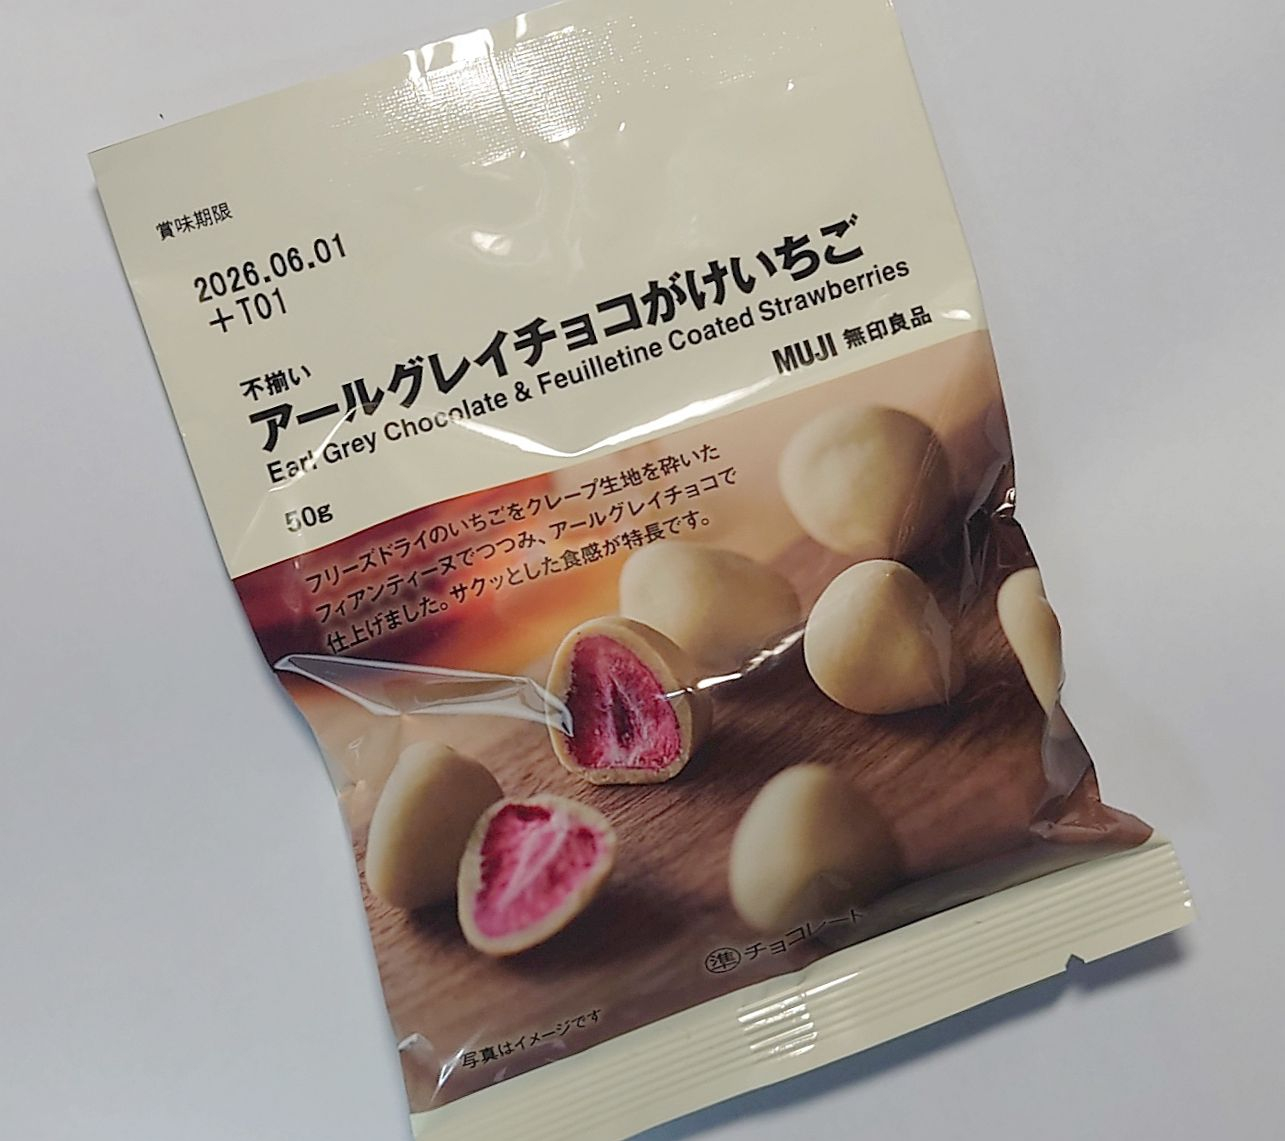 賞味期限
2026.06.01
+T01
不揃い
アールグレイチョコがけいちご
Earl Grey Chocolate & Feuilletine Coated Strawberries
MUJI 無印良品
50g
フリーズドライのいちごをクレープ生地を砕いた
フィアンティーヌでつつみ、アールグレイチョコで
仕上げました。サクッとした食感が特長です。
準チョコレート
写真はイメージです